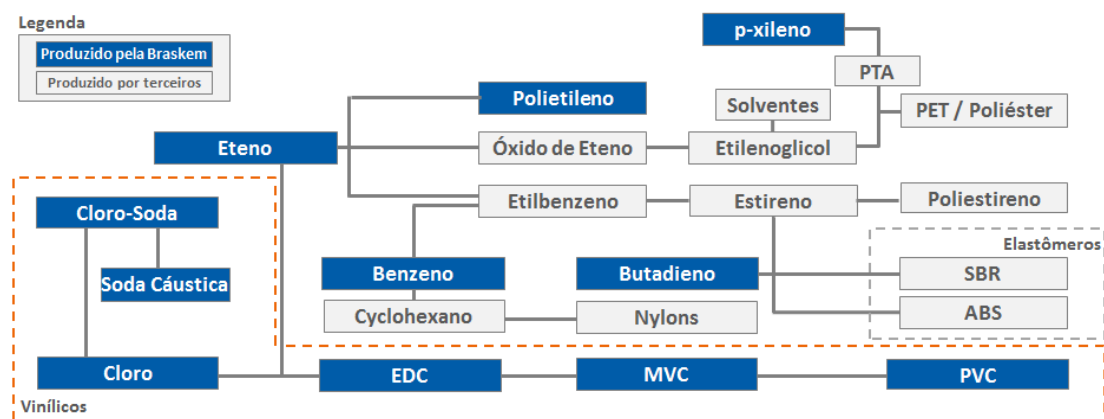 Legenda
Produzido pela Braskem
Produzido por terceiros
p-xileno
PTA
Polietileno
Solventes
PET / Poliéster
Eteno
Óxido de Eteno
Etilenoglicol
Etilbenzeno
Estireno
Poliestireno
Cloro-Soda
Elastômeros
Soda Cáustica
Benzeno
Butadieno
SBR
Cyclohexano
Nylons
ABS
Cloro
EDC
MVC
PVC
Vinílicos